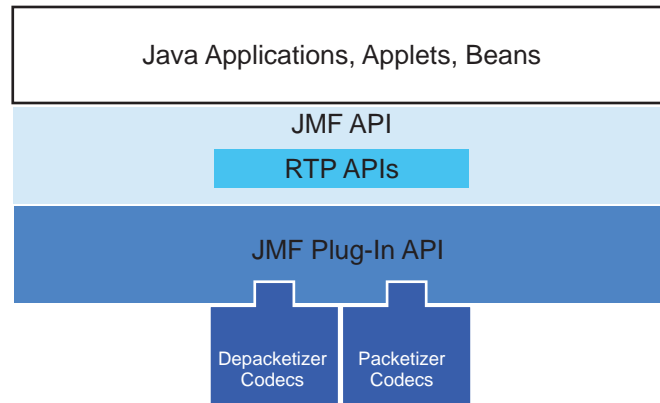 Java Applications, Applets, Beans
JMF API
RTP APIs
JMF Plug-In API
Depacketizer
Codecs
Packetizer
Codecs